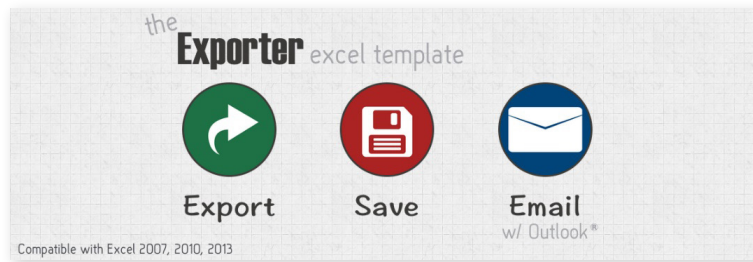 the
Exporter excel template
Export Save Email
w/ Outlook*
Compatible with Excel 2007, 2010, 2013